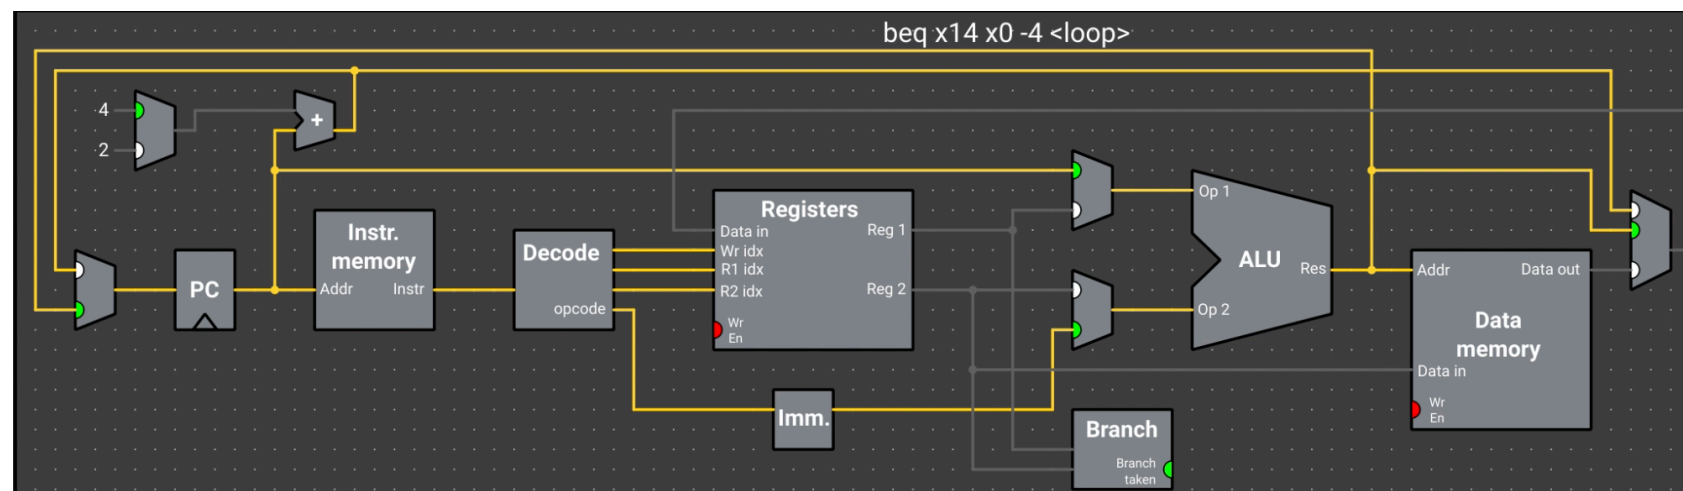 beq x14 x0 -4 <loop>
4
+
2
Registers
Instr.
memory
Data in
Reg 1
Decode
Wr idx
R1 idx
PC
Addr
Instr
R2 idx
Reg 2
opcode
Wr
En
Imm.
Op 1
ALU
Res
Op 2
Addr
Data out
Data
memory
Data in
Wr
En
Branch
Branch
taken